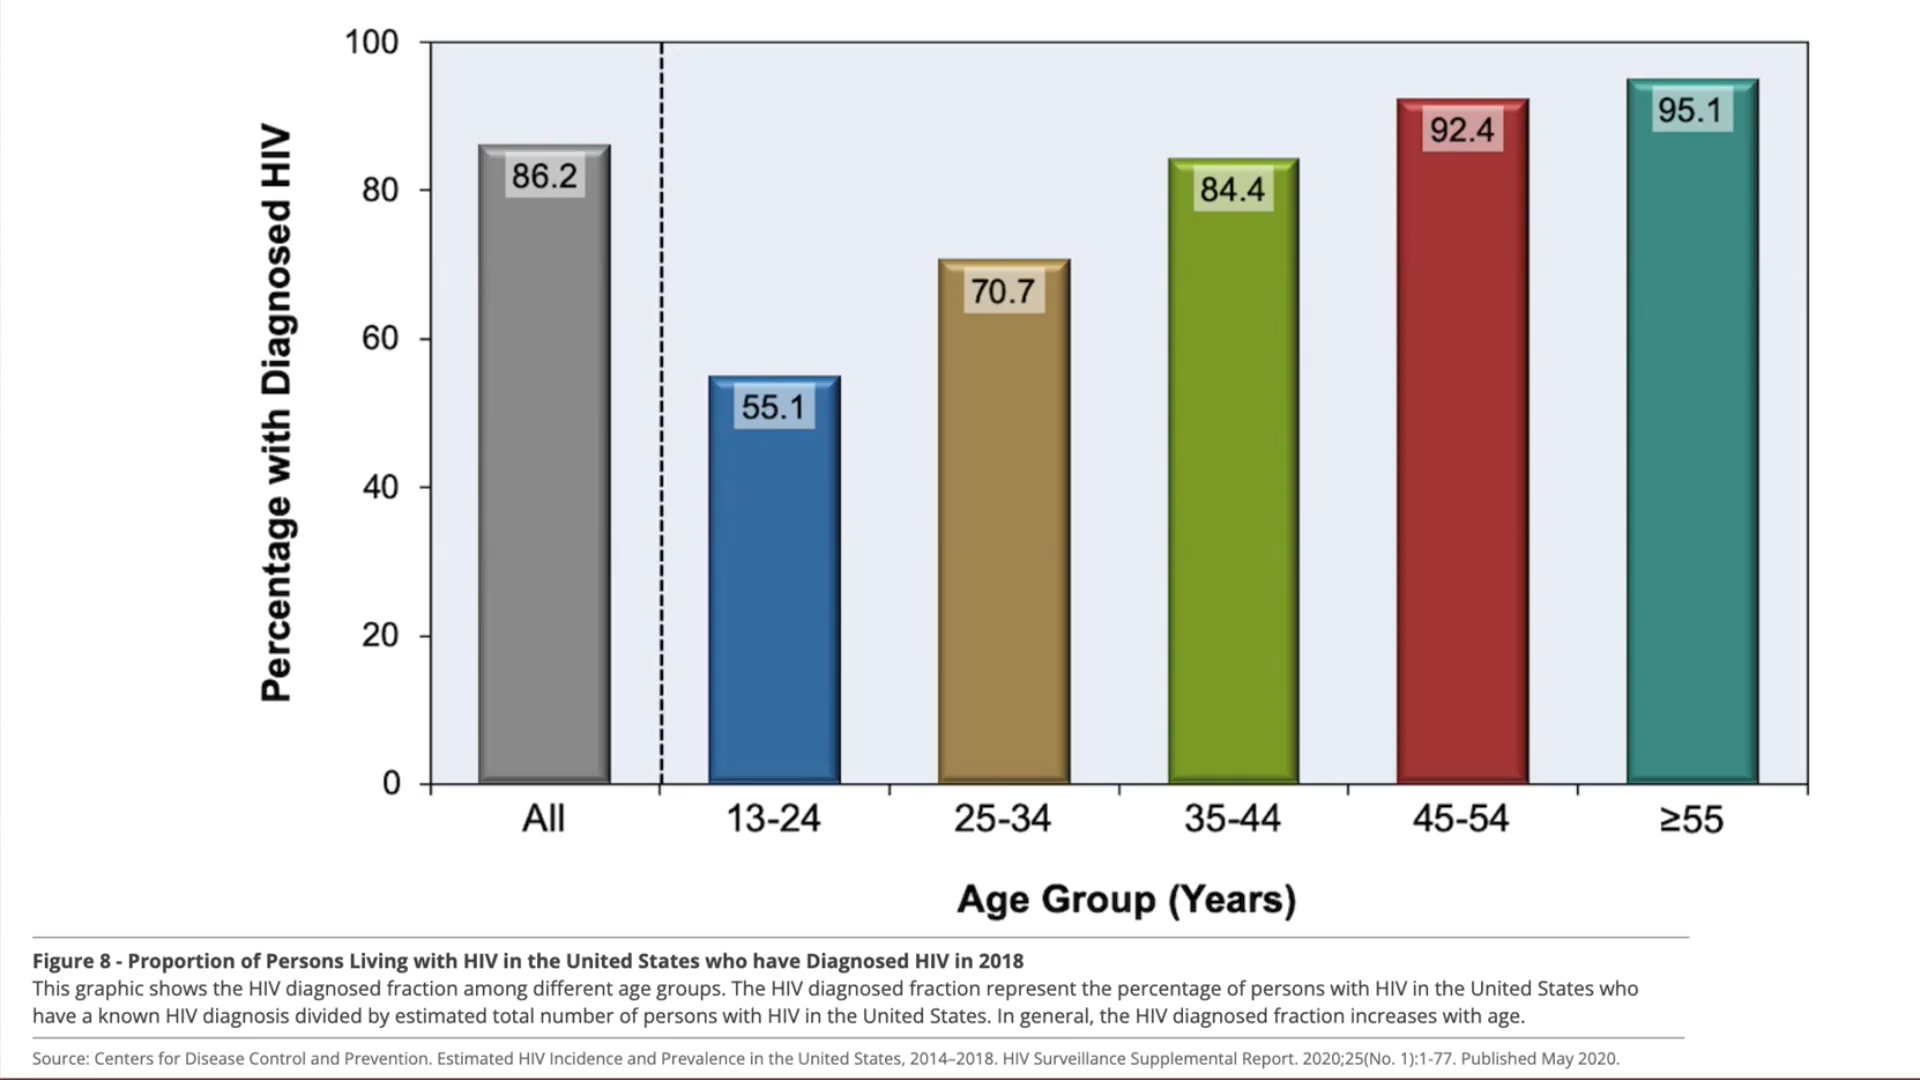 Percentage with Diagnosed HIV
100
80
60
40
20
0
86.2
55.1
70.7
84.4
92.4
95.1
All
13-24
25-34
35-44
45-54
≥55
Age Group (Years)
Figure 8 - Proportion of Persons Living with HIV in the United States who have Diagnosed HIV in 2018
This graphic shows the HIV diagnosed fraction among different age groups. The HIV diagnosed fraction represent the percentage of persons with HIV in the United States who
have a known HIV diagnosis divided by estimated total number of persons with HIV in the United States. In general, the HIV diagnosed fraction increases with age.
Source: Centers for Disease Control and Prevention. Estimated HIV Incidence and Prevalence in the United States, 2014–2018. HIV Surveillance Supplemental Report. 2020;25(No. 1):1-77. Published May 2020.